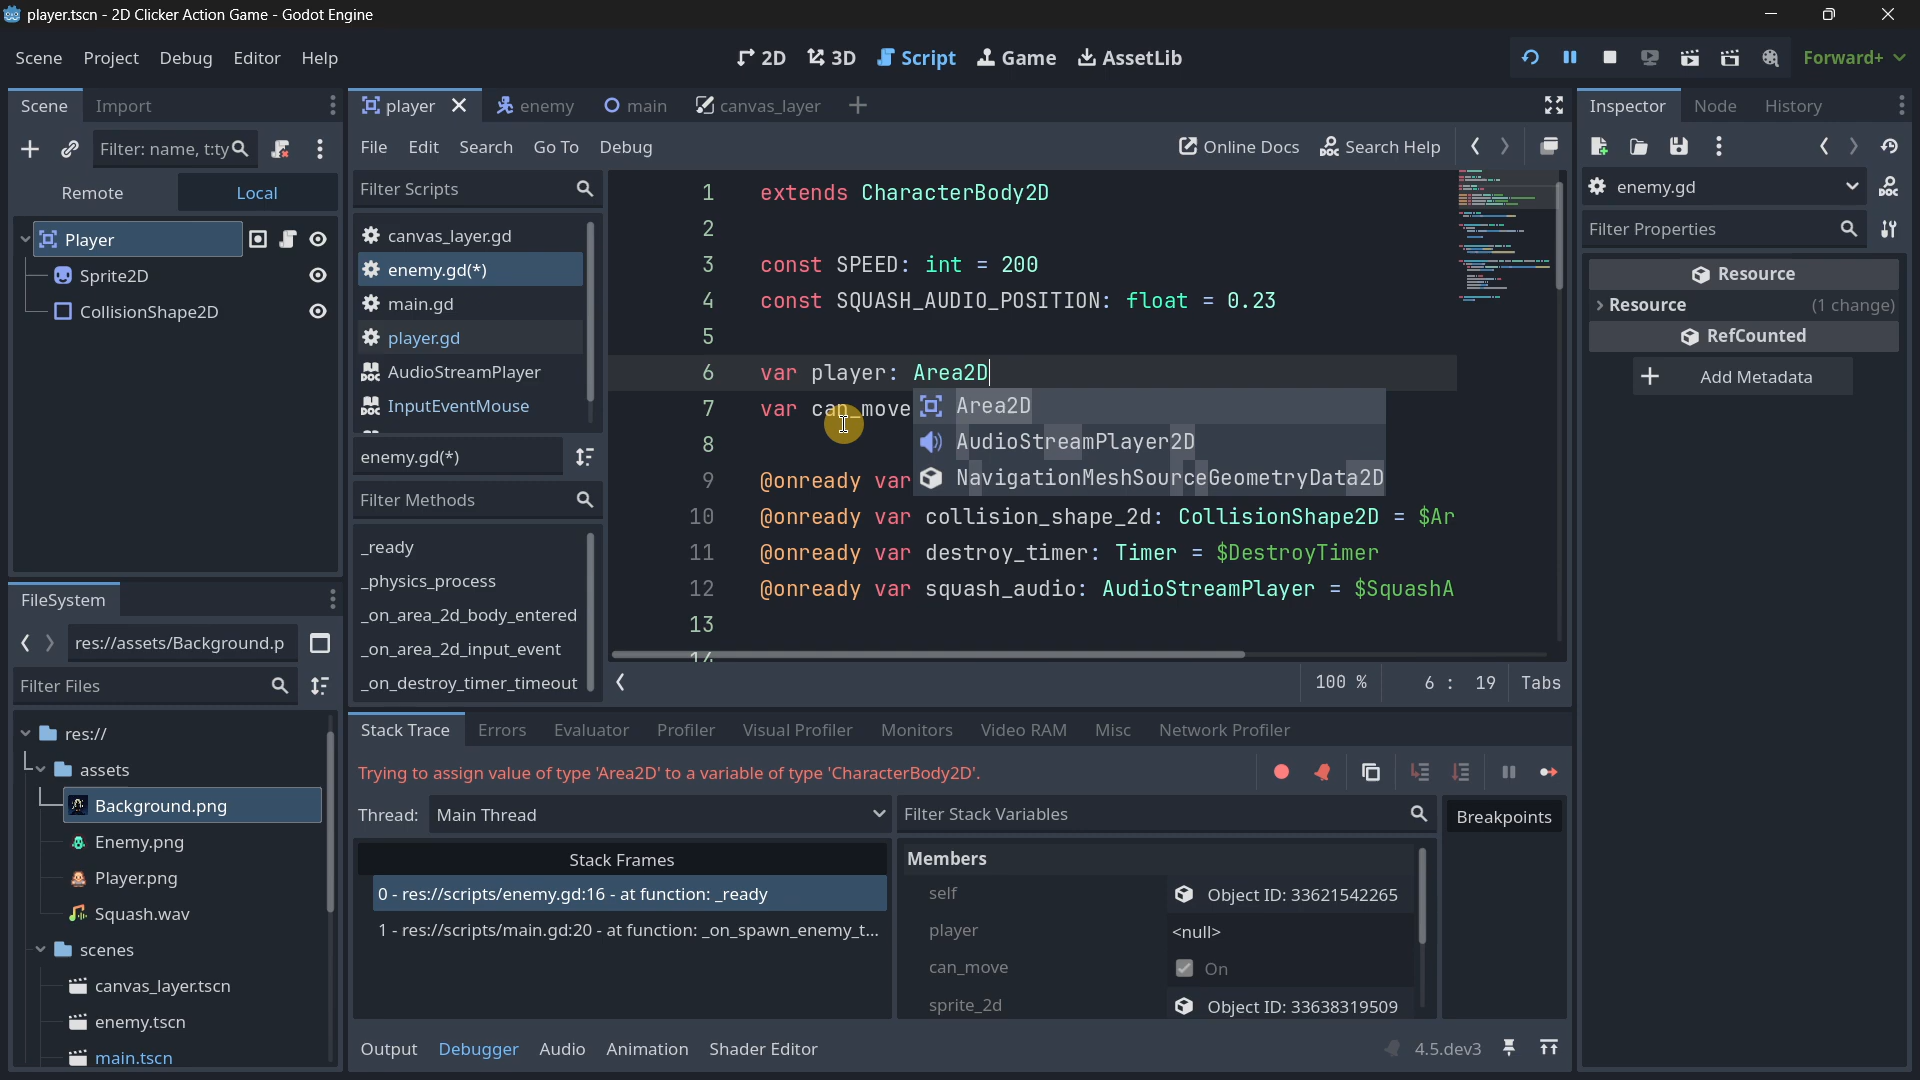 player.tscn - 2D Clicker Action Game - Godot Engine
Scene Project Debug Editor Help
2D 3D Script Game AssetLib
Forward+
Scene Import
Filter: name, t:ty
Remote Local
Player
Sprite2D
CollisionShape2D
FileSystem
res://assets/Background.p
Filter Files
res://
assets
Background.png
Enemy.png
Player.png
Squash.wav
scenes
canvas_layer.tscn
enemy.tscn
main.tscn
player enemy main canvas_layer
File Edit Search Go To Debug
Online Docs Search Help
Filter Scripts
canvas_layer.gd
enemy.gd(*)
main.gd
player.gd
AudioStreamPlayer
InputEventMouse
enemy.gd(*)
Filter Methods
_ready
_physics_process
_on_area_2d_body_entered
_on_area_2d_input_event
_on_destroy_timer_timeout
1 extends CharacterBody2D
2
3 const SPEED: int = 200
4 const SQUASH_AUDIO_POSITION: float = 0.23
5
6 var player: Area2D
7 var can_move
8
9 @onready var
10 @onready var collision_shape_2d: CollisionShape2D = $Ar
11 @onready var destroy_timer: Timer = $DestroyTimer
12 @onready var squash_audio: AudioStreamPlayer = $SquashA
13
14
Area2D
AudioStreamPlayer2D
NavigationMeshSourceGeometryData2D
100 % 6 : 19 Tabs
Stack Trace Errors Evaluator Profiler Visual Profiler Monitors Video RAM Misc Network Profiler
Trying to assign value of type 'Area2D' to a variable of type 'CharacterBody2D'.
Thread: Main Thread
Filter Stack Variables
Breakpoints
Stack Frames
0 - res://scripts/enemy.gd:16 - at function: _ready
1 - res://scripts/main.gd:20 - at function: _on_spawn_enemy_t...
Members
self Object ID: 33621542265
player <null>
can_move On
sprite_2d Object ID: 33638319509
Output Debugger Audio Animation Shader Editor
4.5.dev3
Inspector Node History
enemy.gd
Filter Properties
Resource
Resource (1 change)
RefCounted
Add Metadata